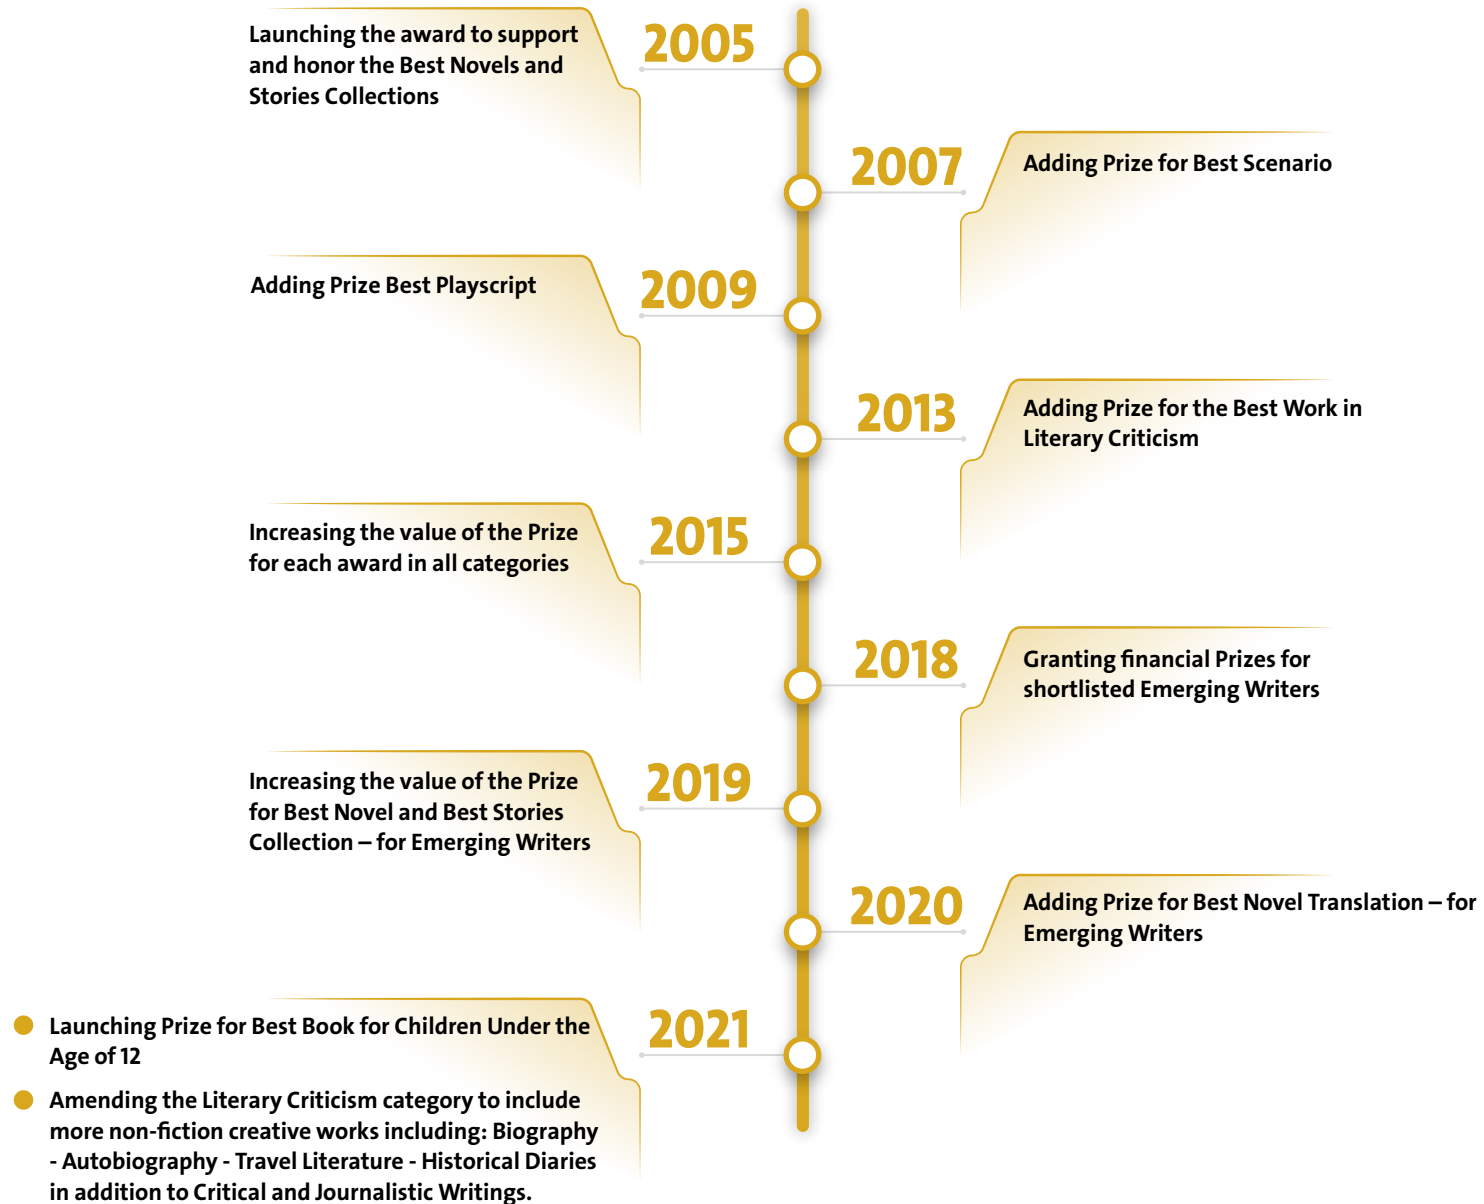 2005
Launching the award to support
and honor the Best Novels and
Stories Collections
2007
Adding Prize for Best Scenario
2009
Adding Prize Best Playscript
2013
Adding Prize for the Best Work in
Literary Criticism
2015
Increasing the value of the Prize
for each award in all categories
2018
Granting financial Prizes for
shortlisted Emerging Writers
2019
Increasing the value of the Prize
for Best Novel and Best Stories
Collection – for Emerging Writers
2020
Adding Prize for Best Novel Translation – for
Emerging Writers
2021
Launching Prize for Best Book for Children Under the
Age of 12
Amending the Literary Criticism category to include
more non-fiction creative works including: Biography
- Autobiography - Travel Literature - Historical Diaries
in addition to Critical and Journalistic Writings.